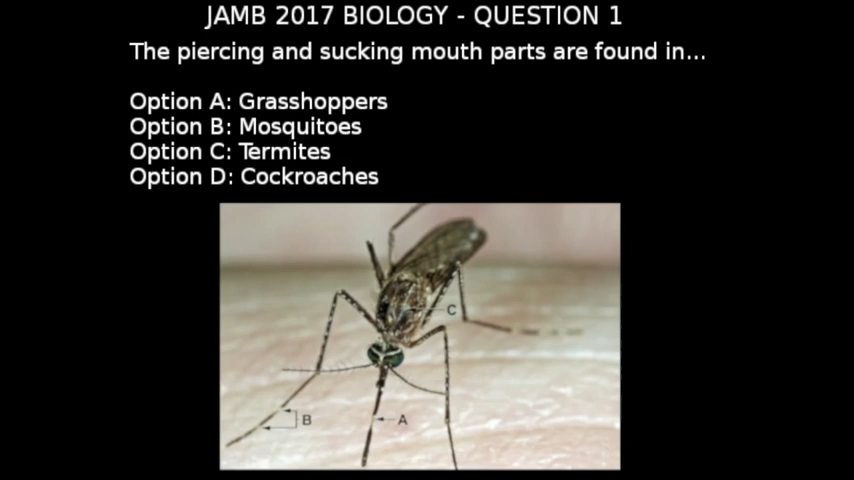 JAMB 2017 BIOLOGY - QUESTION 1
The piercing and sucking mouth parts are found in...
Option A: Grasshoppers
Option B: Mosquitoes
Option C: Termites
Option D: Cockroaches
C
B
A